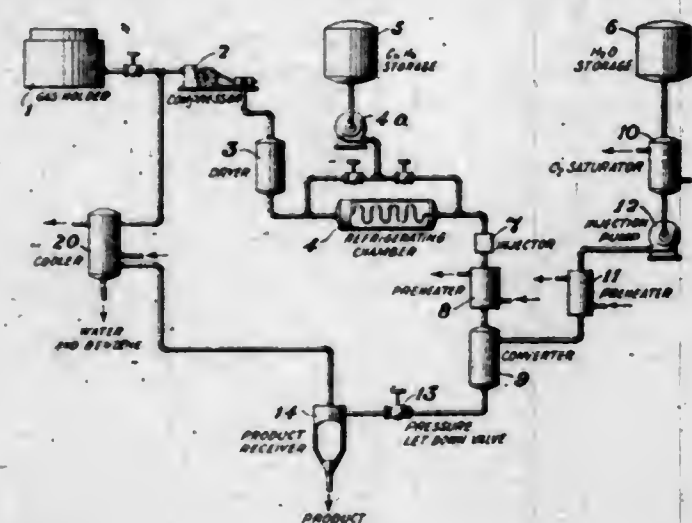 1
GAS HOLDER
2
COMPRESSOR
5
STORAGE
6
H₂O
STORAGE
4a
3
DRYER
10
O₂ SATURATOR
12
INJECTION
PUMP
4
REFRIGERATING
CHAMBER
7
INJECTOR
20
COOLER
PREHEATER
8
11
PREHEATER
WATER
AND BENZENE
CONVERTER
9
14
PRODUCT
RECEIVER
13
PRESSURE
LET DOWN VALVE
PRODUCT